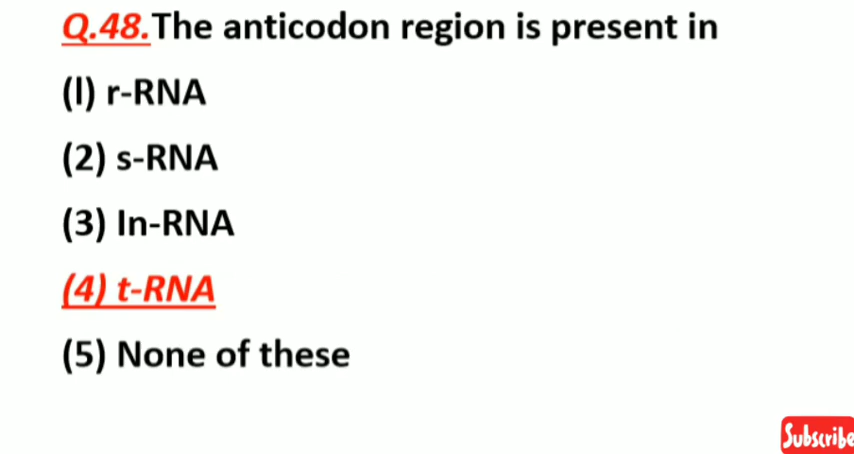 Q.48.The anticodon region is present in
(l) r-RNA
(2) s-RNA
(3) In-RNA
(4) t-RNA
(5) None of these
Subscribe